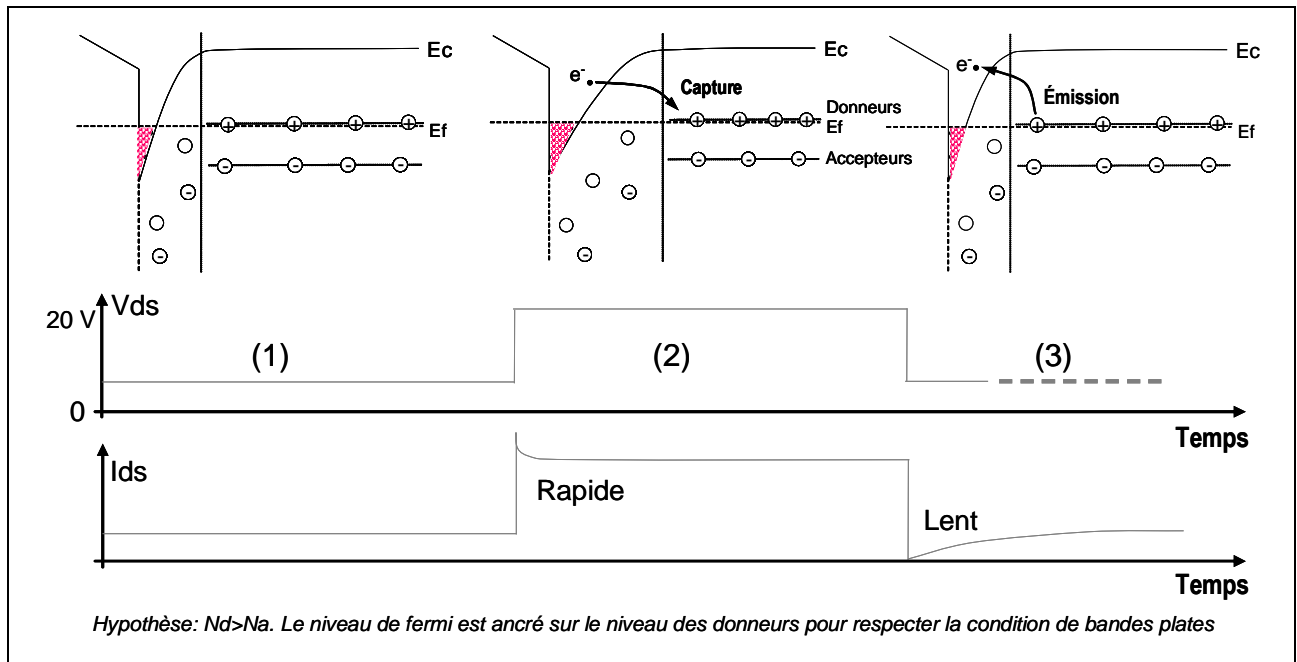 Ec
Ef
e-
Capture
Ec
Donneurs
Ef
Accepteurs
e-
Émission
Ec
Ef
Vds
20 V
(1)
(2)
(3)
0
Temps
Ids
Rapide
Lent
Temps
Hypothèse: Nd>Na. Le niveau de fermi est ancré sur le niveau des donneurs pour respecter la condition de bandes plates